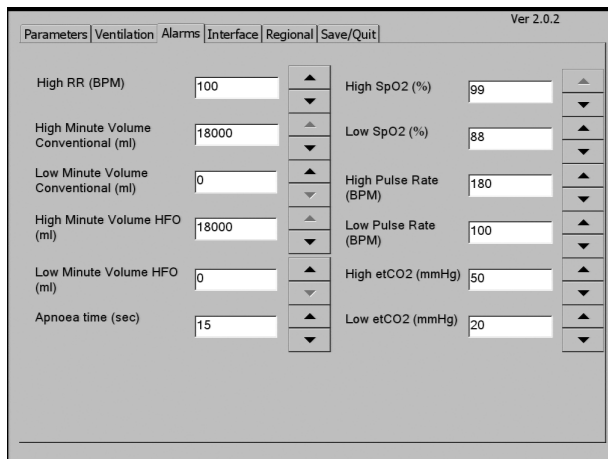 Ver 2.0.2
Parameters Ventilation Alarms Interface Regional Save/Quit
High RR (BPM) 100
High Minute Volume
Conventional (ml) 18000
Low Minute Volume
Conventional (ml) 0
High Minute Volume HFO
(ml) 18000
Low Minute Volume HFO
(ml) 0
Apnoea time (sec) 15
High SpO2 (%) 99
Low SpO2 (%) 88
High Pulse Rate
(BPM) 180
Low Pulse Rate
(BPM) 100
High etCO2 (mmHg) 50
Low etCO2 (mmHg) 20